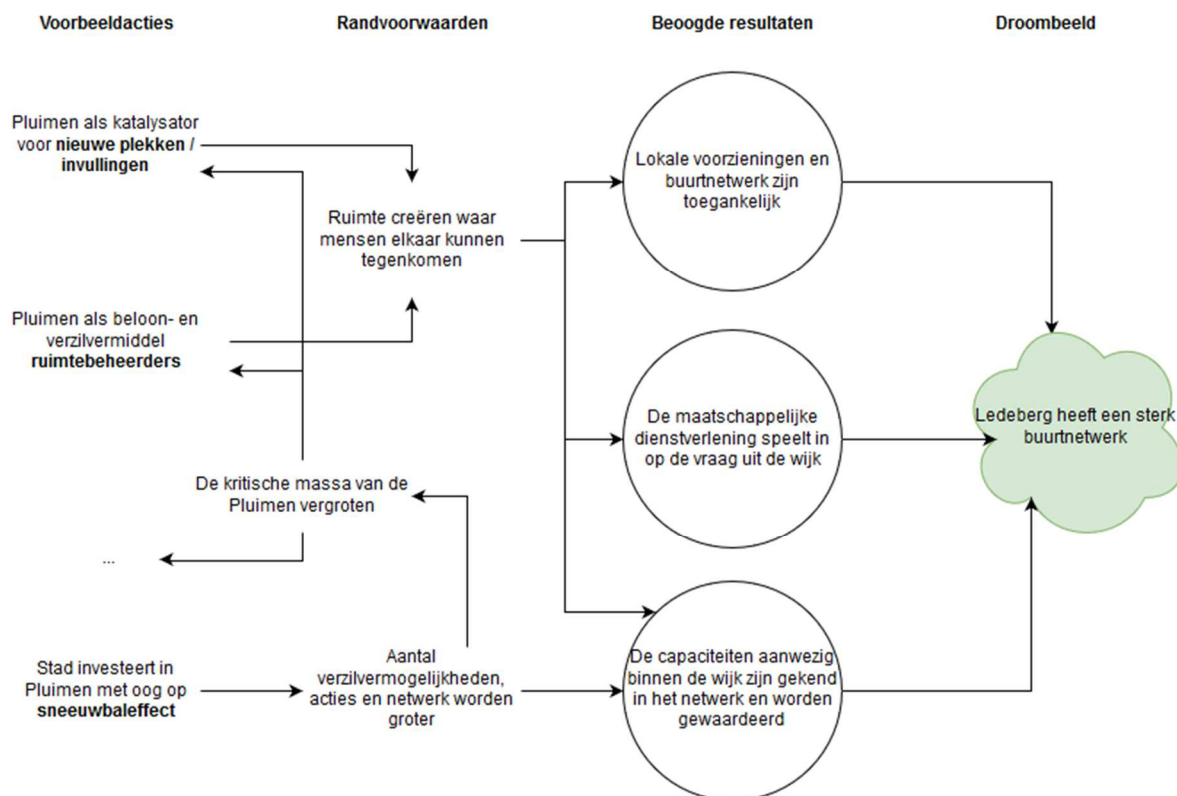 Voorbeeldacties
Randvoorwaarden
Beoogde resultaten
Droombeeld
Pluimen als katalysator
voor nieuwe plekken /
invullingen
Ruimte creëren waar
mensen elkaar kunnen
tegenkomen
Lokale voorzieningen en
buurtnetwerk zijn
toegankelijk
Pluimen als beloon- en
verzilvermiddel
ruimtebeheerders
De maatschappelijke
dienstverlening speelt in
op de vraag uit de wijk
Ledeberg heeft een sterk
buurtnetwerk
De kritische massa van de
Pluimen vergroten
...
Stad investeert in
Pluimen met oog op
sneeuwbaleffect
Aantal
verzilvermogelijkheden,
acties en netwerk worden
groter
De capaciteiten aanwezig
binnen de wijk zijn gekend
in het netwerk en worden
gewaardeerd